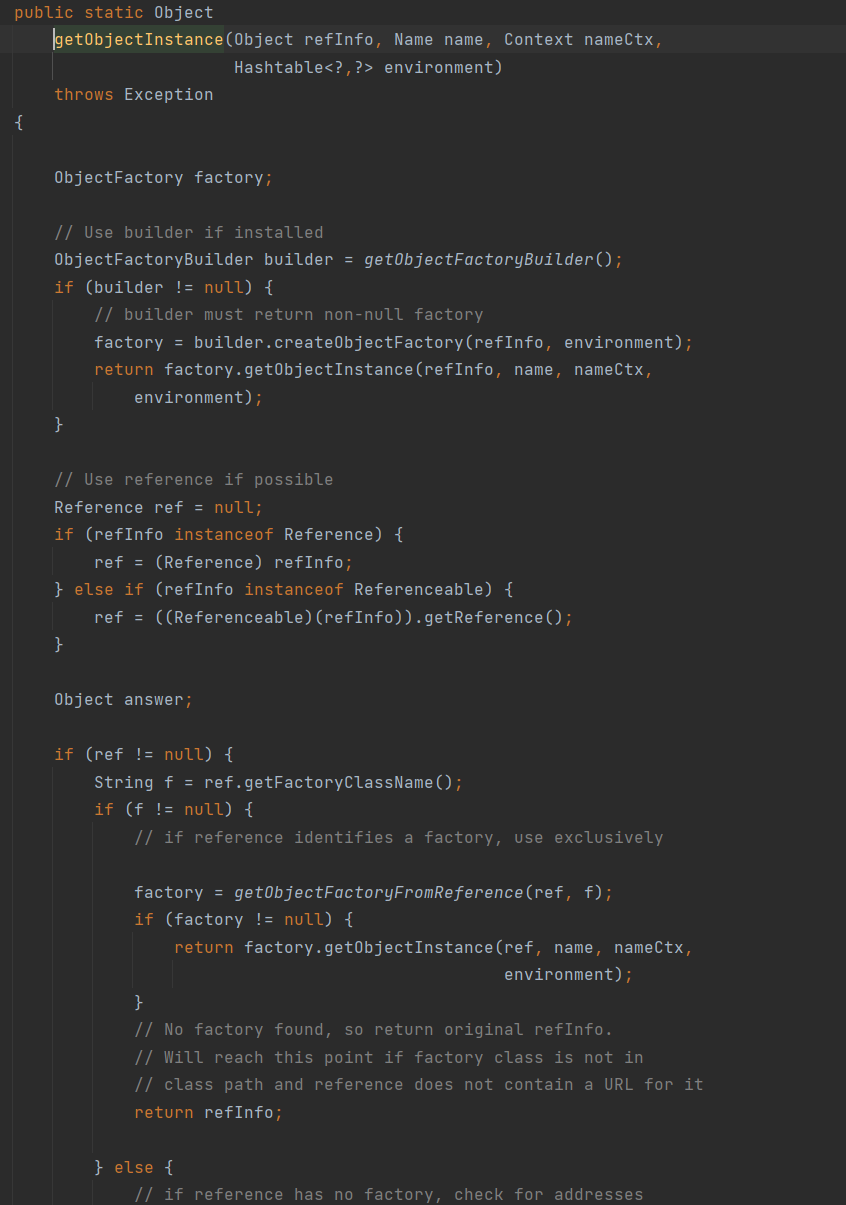 public static Object
getObjectInstance(Object refInfo, Name name, Context nameCtx,
Hashtable<?,?> environment)
throws Exception
{
ObjectFactory factory;
// Use builder if installed
ObjectFactoryBuilder builder = getObjectFactoryBuilder();
if (builder != null) {
// builder must return non-null factory
factory = builder.createObjectFactory(refInfo, environment);
return factory.getObjectInstance(refInfo, name, nameCtx,
environment);
}
// Use reference if possible
Reference ref = null;
if (refInfo instanceof Reference) {
ref = (Reference) refInfo;
} else if (refInfo instanceof Referenceable) {
ref = ((Referenceable)(refInfo)).getReference();
}
Object answer;
if (ref != null) {
String f = ref.getFactoryClassName();
if (f != null) {
// if reference identifies a factory, use exclusively
factory = getObjectFactoryFromReference(ref, f);
if (factory != null) {
return factory.getObjectInstance(ref, name, nameCtx,
environment);
}
// No factory found, so return original refInfo.
// Will reach this point if factory class is not in
// class path and reference does not contain a URL for it
return refInfo;
} else {
// if reference has no factory, check for addresses